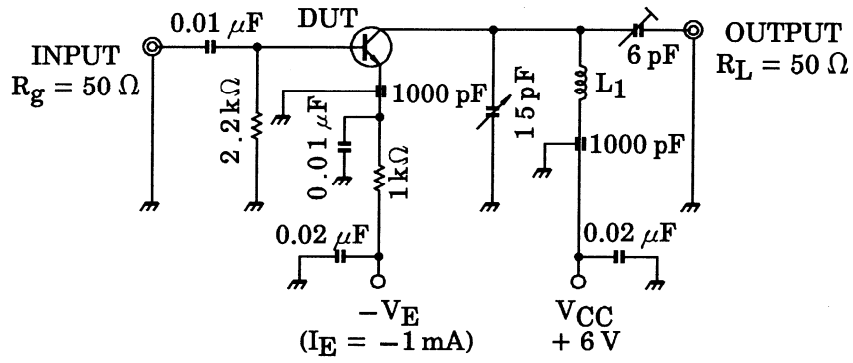 0.01 μF
DUT
INPUT
Rg = 50 Ω
OUTPUT
RL = 50 Ω
6 pF
L1
1000 pF
15 pF
2.2kΩ
0.01 μF
1kΩ
1000 pF
0.02 μF
0.02 μF
−VE
(IE = −1 mA)
VCC
+ 6 V